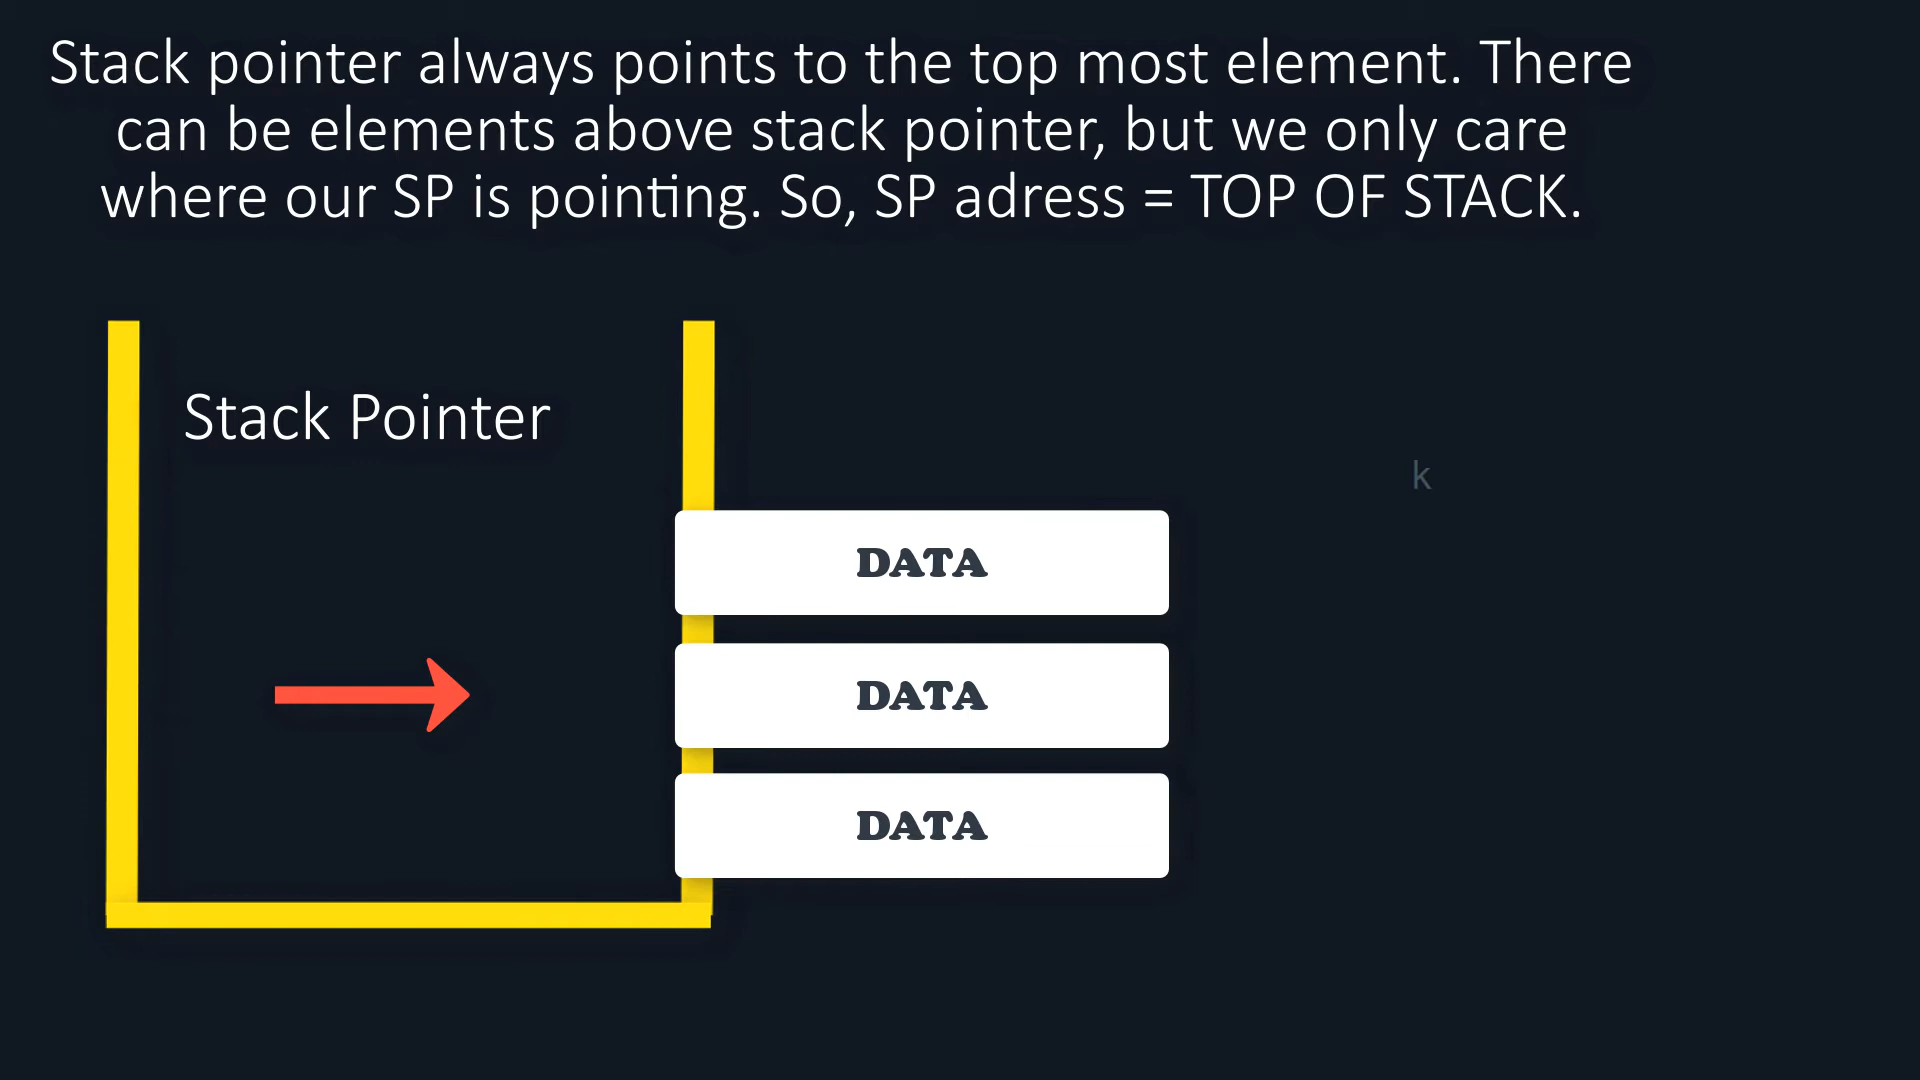 Stack pointer always points to the top most element. There
can be elements above stack pointer, but we only care
where our SP is pointing. So, SP adress = TOP OF STACK.
Stack Pointer
k
DATA
DATA
DATA